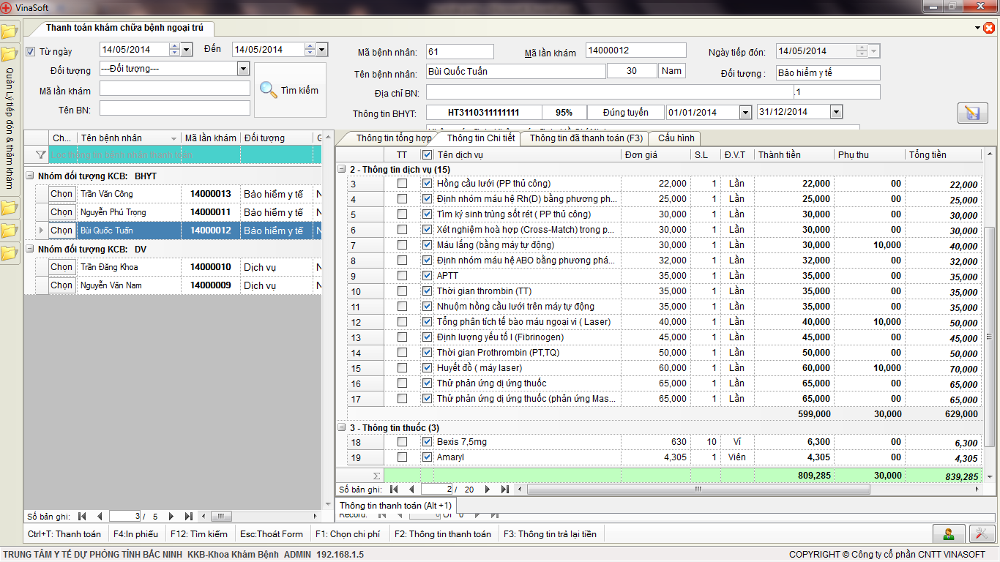 VinaSoft
Thanh toán khám chữa bệnh ngoại trú
Quản Lý tiếp đón & thăm khám
Từ ngày 14/05/2014 Đến 14/05/2014
Đối tượng ---Đối tượng---
Mã lần khám
Tên BN:
Tìm kiếm
Mã bệnh nhân: 61 Mã lần khám 14000012 Ngày tiếp đón: 14/05/2014
Tên bệnh nhân: Bùi Quốc Tuấn 30 Nam Đối tượng : Bảo hiểm y tế
Địa chỉ BN: .1
Thông tin BHYT: HT3110311111111 95% Đúng tuyến 01/01/2014 31/12/2014
Ch... Tên bệnh nhân Mã lần khám Đối tượng G
Lọc thông tin bệnh nhân thanh toán
Nhóm đối tượng KCB: BHYT
Chọn Trần Văn Công 14000013 Bảo hiểm y tế N
Chọn Nguyễn Phú Trọng 14000011 Bảo hiểm y tế N
Chọn Bùi Quốc Tuấn 14000012 Bảo hiểm y tế N
Nhóm đối tượng KCB: DV
Chọn Trần Đăng Khoa 14000010 Dịch vụ N
Chọn Nguyễn Văn Nam 14000009 Dịch vụ N
Số bản ghi: 3 / 5
Thông tin tổng hợp Thông tin Chi tiết Thông tin đã thanh toán (F3) Cấu hình
TT Tên dịch vụ Đơn giá S.L Đ.V.T Thành tiền Phụ thu Tổng tiền
2 - Thông tin dịch vụ (15)
3 Hồng cầu lưới (PP thủ công) 22,000 1 Lần 22,000 00 22,000
4 Định nhóm máu hệ Rh(D) bằng phương ph... 25,000 1 Lần 25,000 00 25,000
5 Tìm ký sinh trùng sốt rét ( PP thủ công) 30,000 1 Lần 30,000 00 30,000
6 Xét nghiệm hoà hợp (Cross-Match) trong p... 30,000 1 Lần 30,000 00 30,000
7 Máu lắng (bằng máy tự động) 30,000 1 Lần 30,000 10,000 40,000
8 Định nhóm máu hệ ABO bằng phương phá... 32,000 1 Lần 32,000 00 32,000
9 APTT 35,000 1 Lần 35,000 00 35,000
10 Thời gian thrombin (TT) 35,000 1 Lần 35,000 00 35,000
11 Nhuộm hồng cầu lưới trên máy tự động 35,000 1 Lần 35,000 00 35,000
12 Tổng phân tích tế bào máu ngoại vi ( Laser) 40,000 1 Lần 40,000 10,000 50,000
13 Định lượng yếu tố I (Fibrinogen) 45,000 1 Lần 45,000 00 45,000
14 Thời gian Prothrombin (PT,TQ) 50,000 1 Lần 50,000 00 50,000
15 Huyết đồ ( máy laser) 60,000 1 Lần 60,000 10,000 70,000
16 Thử phản ứng dị ứng thuốc 65,000 1 Lần 65,000 00 65,000
17 Thử phản ứng dị ứng thuốc (phản ứng Mas... 65,000 1 Lần 65,000 00 65,000
599,000 30,000 629,000
3 - Thông tin thuốc (3)
18 Bexis 7,5mg 630 10 Vỉ 6,300 00 6,300
19 Amaryl 4,305 1 Viên 4,305 00 4,305
Σ 809,285 30,000 839,285
Số bản ghi: 2 / 20
Thông tin thanh toán (Alt +1)
Record: 0 Of 0
Ctrl+T: Thanh toán F4:In phiếu F12: Tìm kiếm Esc:Thoát Form F1: Chọn chi phí F2: Thông tin thanh toán F3: Thông tin trả lại tiền
TRUNG TÂM Y TẾ DỰ PHÒNG TỈNH BẮC NINH KKB-Khoa Khám Bệnh ADMIN 192.168.1.5 COPYRIGHT © Công ty cổ phần CNTT VINASOFT